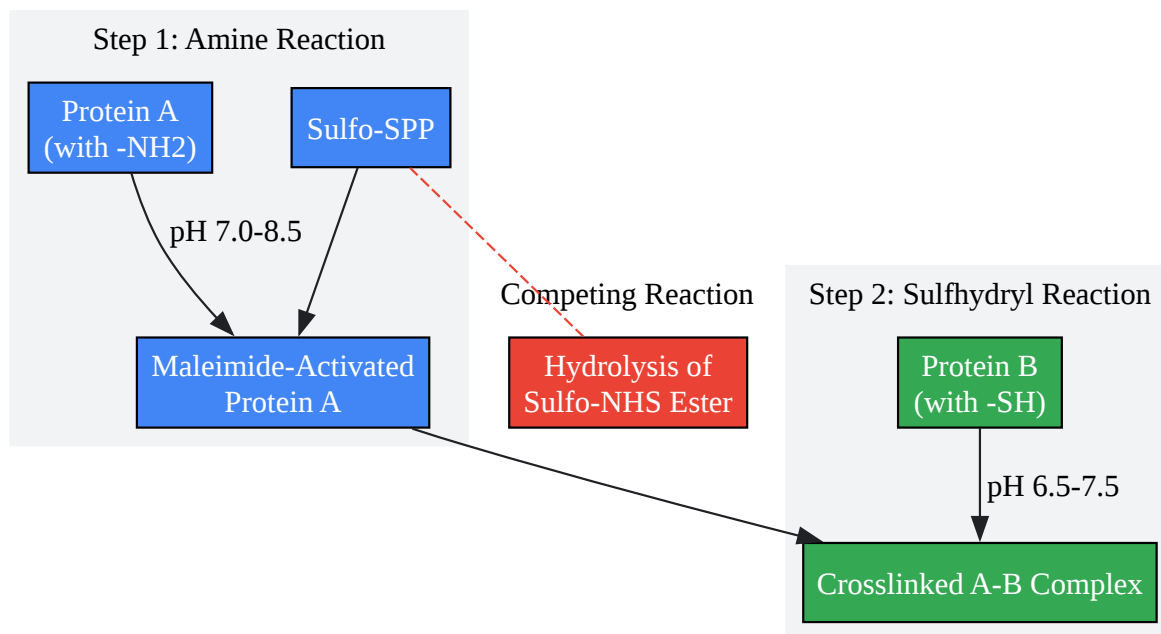 Step 1: Amine Reaction
Protein A
(with -NH2)
Sulfo-SPP
pH 7.0-8.5
Maleimide-Activated
Protein A
Competing Reaction
Hydrolysis of
Sulfo-NHS Ester
Step 2: Sulfhydryl Reaction
Protein B
(with -SH)
pH 6.5-7.5
Crosslinked A-B Complex